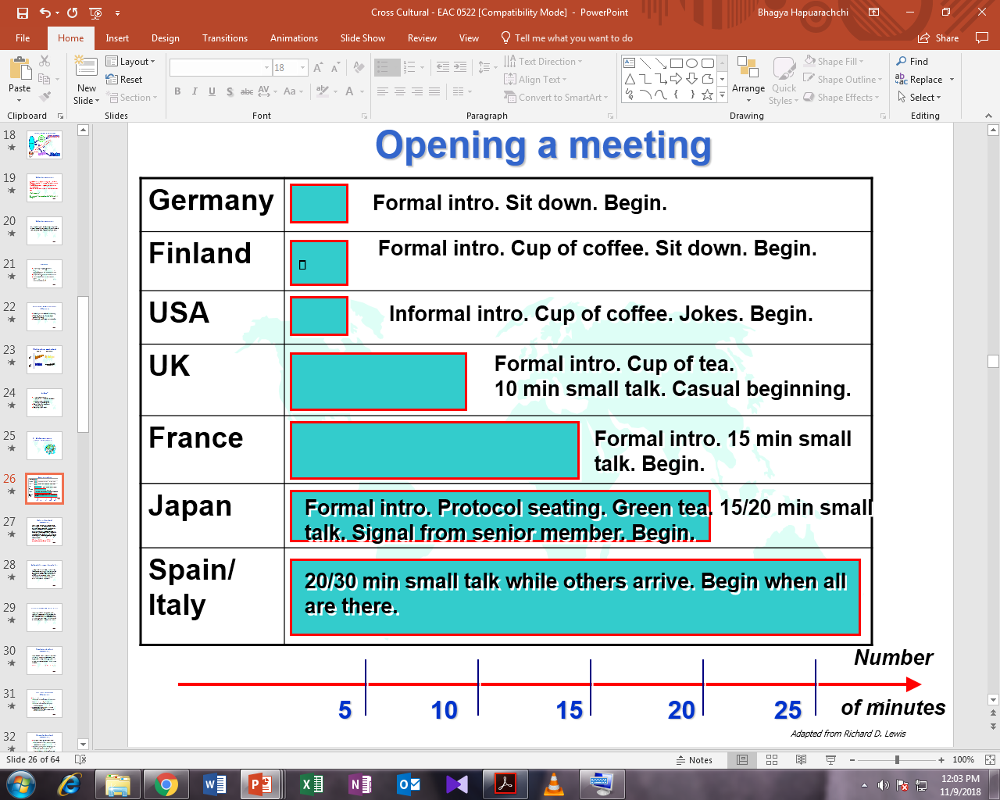 Cross Cultural - EAC 0522 [Compatibility Mode] - PowerPoint
Bhagya Hapuarachchi
File Home Insert Design Transitions Animations Slide Show Review View Tell me what you want to do Share
Paste
Clipboard
New Slide
Layout
Reset
Section
Slides
18
B I U S abc AV Aa A
Font
Text Direction
Align Text
Convert to SmartArt
Paragraph
Arrange
Quick Styles
Shape Fill
Shape Outline
Shape Effects
Drawing
Find
Replace
Select
Editing
18
19
20
21
22
23
24
25
26
27
28
29
30
31
32
Opening a meeting
Germany Formal intro. Sit down. Begin.
Finland Formal intro. Cup of coffee. Sit down. Begin.
USA Informal intro. Cup of coffee. Jokes. Begin.
UK Formal intro. Cup of tea.
10 min small talk. Casual beginning.
France Formal intro. 15 min small
talk. Begin.
Japan Formal intro. Protocol seating. Green tea. 15/20 min small
talk. Signal from senior member. Begin.
Spain/
Italy
20/30 min small talk while others arrive. Begin when all
are there.
Number
5 10 15 20 25 of minutes
Adapted from Richard D. Lewis
Slide 26 of 64 Notes 100%
12:03 PM
11/9/2018